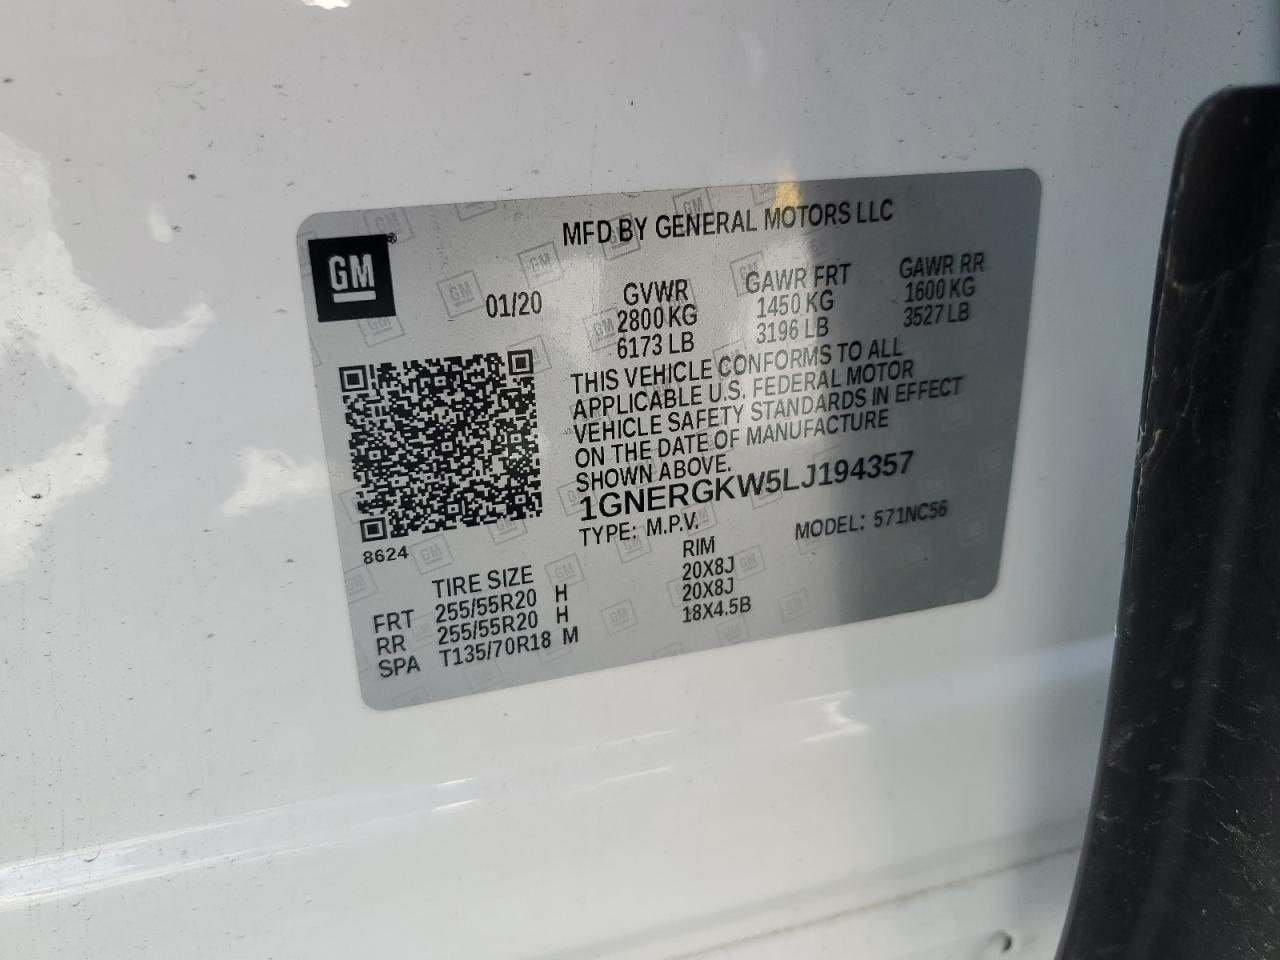 MFD BY GENERAL MOTORS LLC
GM
01/20
GVWR GAWR FRT GAWR RR
2800 KG 1450 KG 1600 KG
6173 LB 3196 LB 3527 LB
THIS VEHICLE CONFORMS TO ALL
APPLICABLE U.S. FEDERAL MOTOR
VEHICLE SAFETY STANDARDS IN EFFECT
ON THE DATE OF MANUFACTURE
SHOWN ABOVE.
1GNERGKW5LJ194357
TYPE: M.P.V. MODEL: 571NC56
8624
TIRE SIZE RIM
FRT 255/55R20 H 20X8J
RR 255/55R20 H 20X8J
SPA T135/70R18 M 18X4.5B